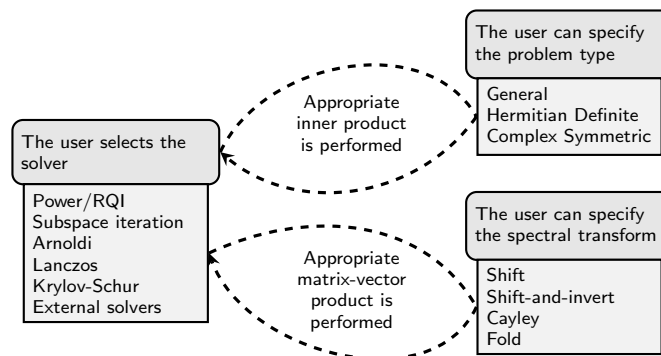 The user can specify
the problem type
General
Hermitian Definite
Complex Symmetric
Appropriate
inner product
is performed
The user selects the
solver
Power/RQI
Subspace iteration
Arnoldi
Lanczos
Krylov-Schur
External solvers
Appropriate
matrix-vector
product is
performed
The user can specify
the spectral transform
Shift
Shift-and-invert
Cayley
Fold